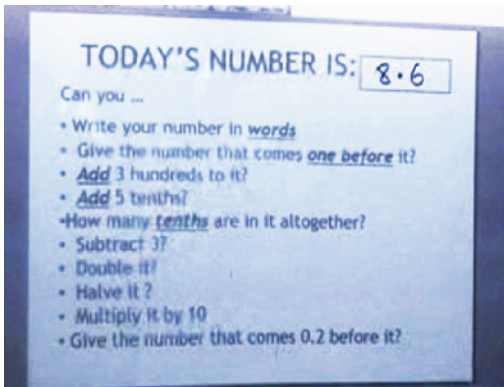 TODAY'S NUMBER IS: 8.6
Can you ...
• Write your number in words
• Give the number that comes one before it?
• Add 3 hundreds to it?
• Add 5 tenths?
•How many tenths are in it altogether?
• Subtract 3?
• Double it?
• Halve it ?
• Multiply it by 10
• Give the number that comes 0.2 before it?